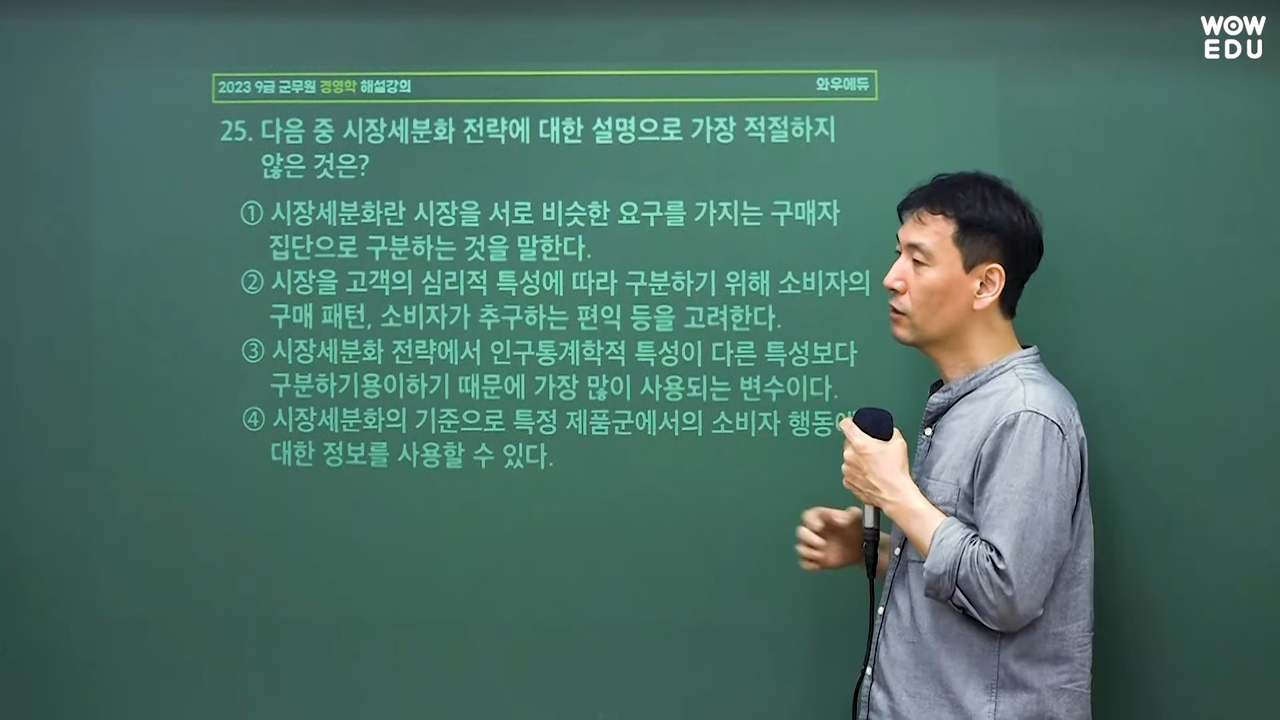 WOW
EDU
2023 9급 군무원 경영학 해설강의 와우에듀
25. 다음 중 시장세분화 전략에 대한 설명으로 가장 적절하지
않은 것은?
① 시장세분화란 시장을 서로 비슷한 요구를 가지는 구매자
집단으로 구분하는 것을 말한다.
② 시장을 고객의 심리적 특성에 따라 구분하기 위해 소비자의
구매 패턴, 소비자가 추구하는 편익 등을 고려한다.
③ 시장세분화 전략에서 인구통계학적 특성이 다른 특성보다
구분하기용이하기 때문에 가장 많이 사용되는 변수이다.
④ 시장세분화의 기준으로 특정 제품군에서의 소비자 행동에
대한 정보를 사용할 수 있다.